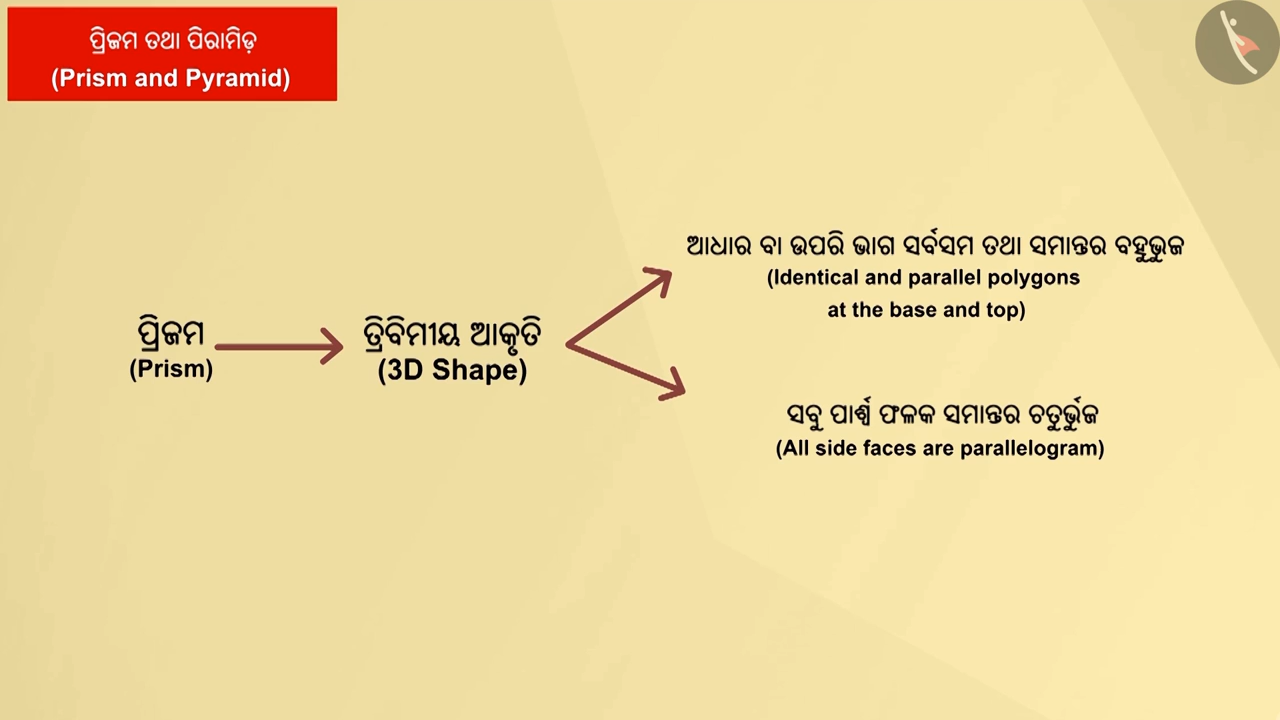 ପ୍ରିଜମ ତଥା ପିରାମିଡ଼
(Prism and Pyramid)
ଆଧାର ବା ଉପରି ଭାଗ ସର୍ବସମ ତଥା ସମାନ୍ତର ବହୁଭୁଜ
(Identical and parallel polygons
at the base and top)
ପ୍ରିଜମ
(Prism)
ତ୍ରିବିମୀୟ ଆକୃତି
(3D Shape)
ସବୁ ପାର୍ଶ୍ଵ ଫଳକ ସମାନ୍ତର ଚତୁର୍ଭୁଜ
(All side faces are parallelogram)